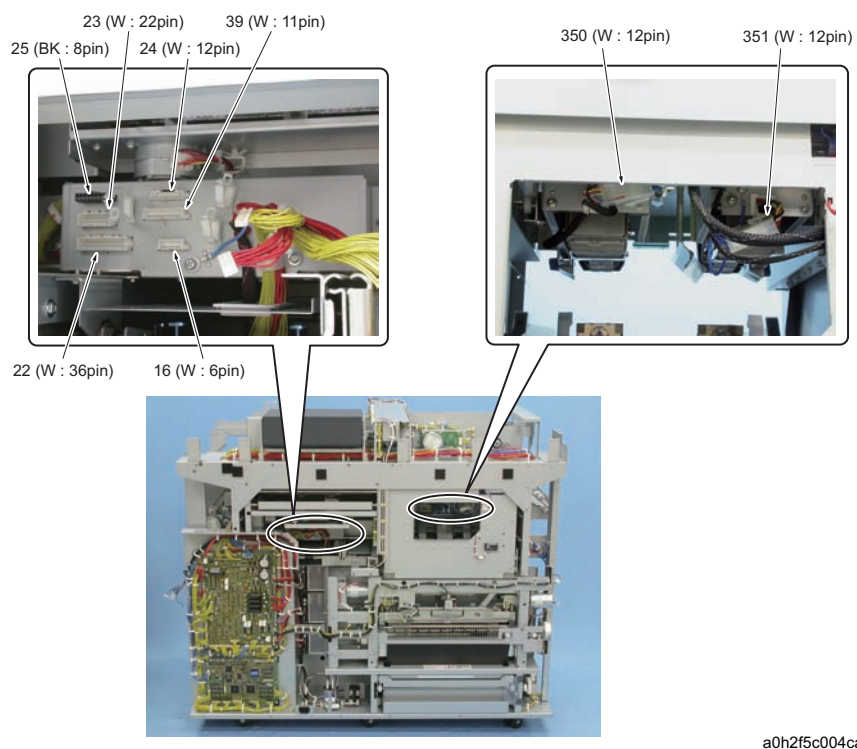 23 (W : 22pin)
39 (W : 11pin)
25 (BK : 8pin)
24 (W : 12pin)
350 (W : 12pin)
351 (W : 12pin)
22 (W : 36pin)
16 (W : 6pin)
a0h2f5c004ca